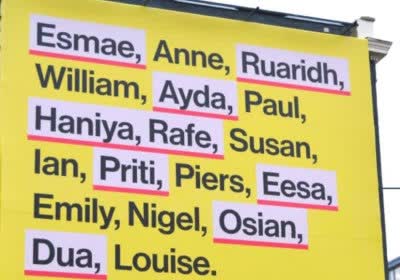 Esmae, Anne, Ruaridh,
William, Ayda, Paul,
Haniya, Rafe, Susan,
Ian, Priti, Piers, Eesa,
Emily, Nigel, Osian,
Dua, Louise.